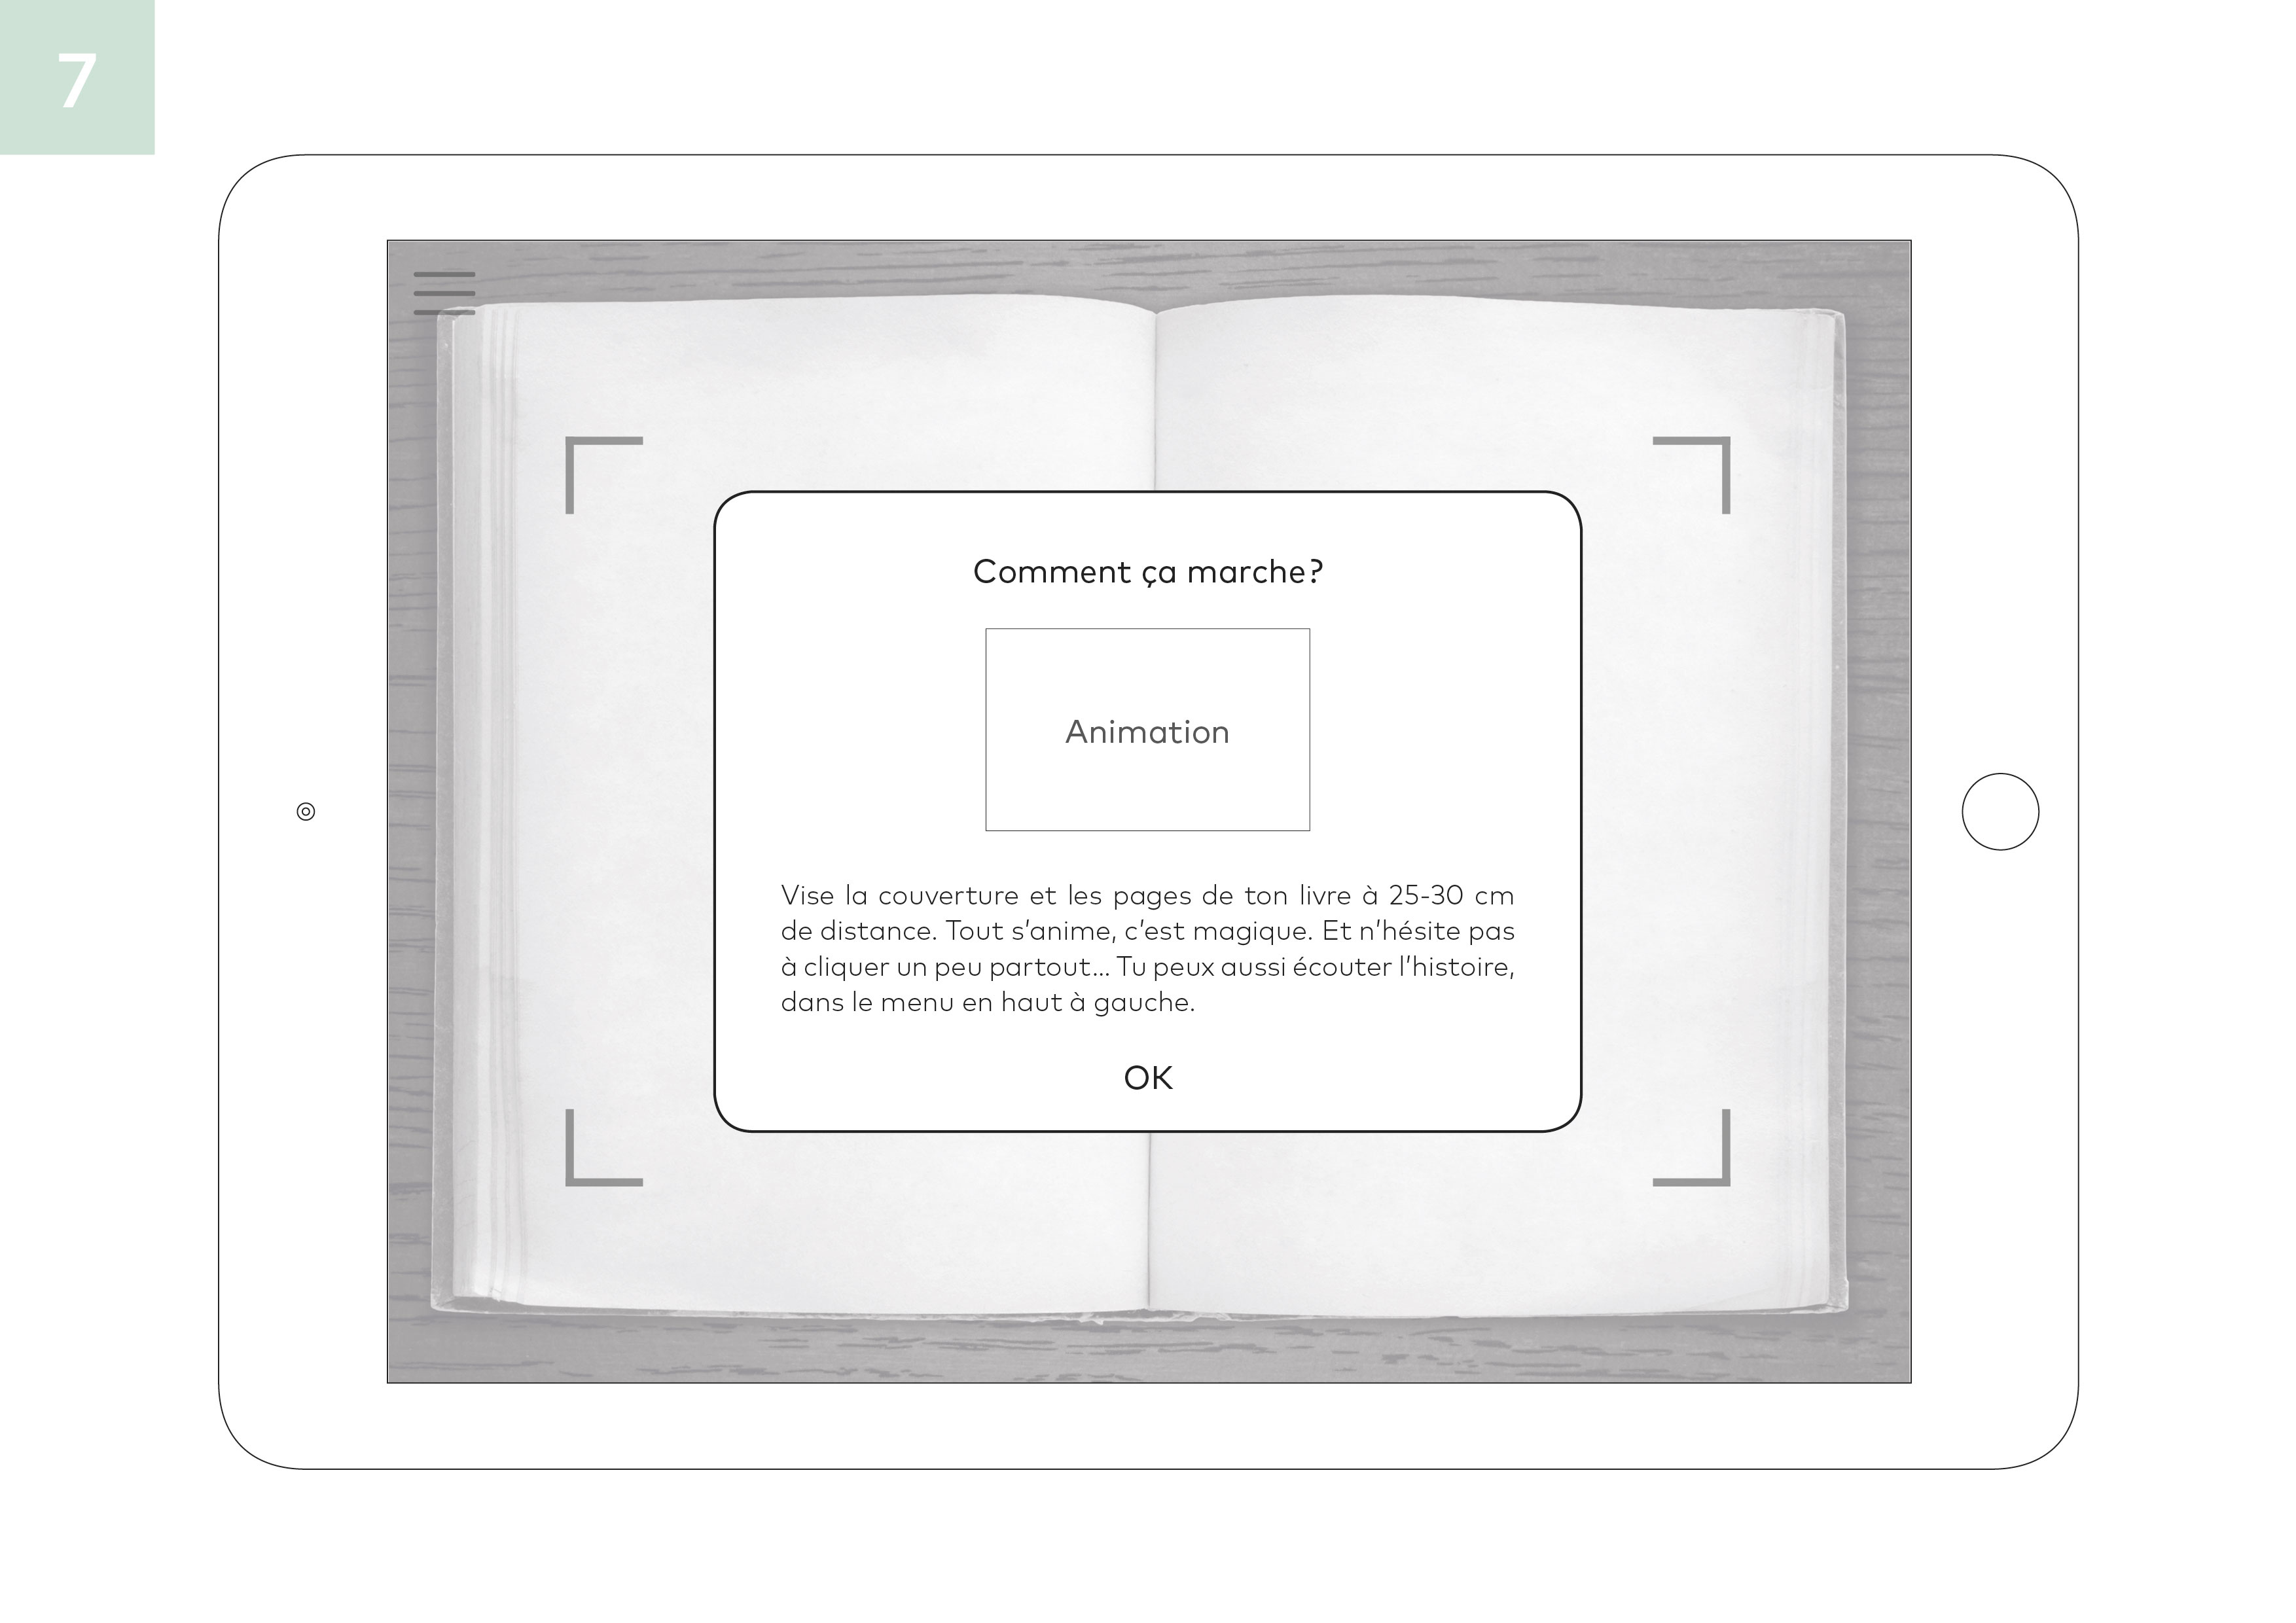 7
Comment ça marche?
Animation
Vise la couverture et les pages de ton livre à 25-30 cm
de distance. Tout s’anime, c’est magique. Et n’hésite pas
à cliquer un peu partout... Tu peux aussi écouter l’histoire,
dans le menu en haut à gauche.
OK